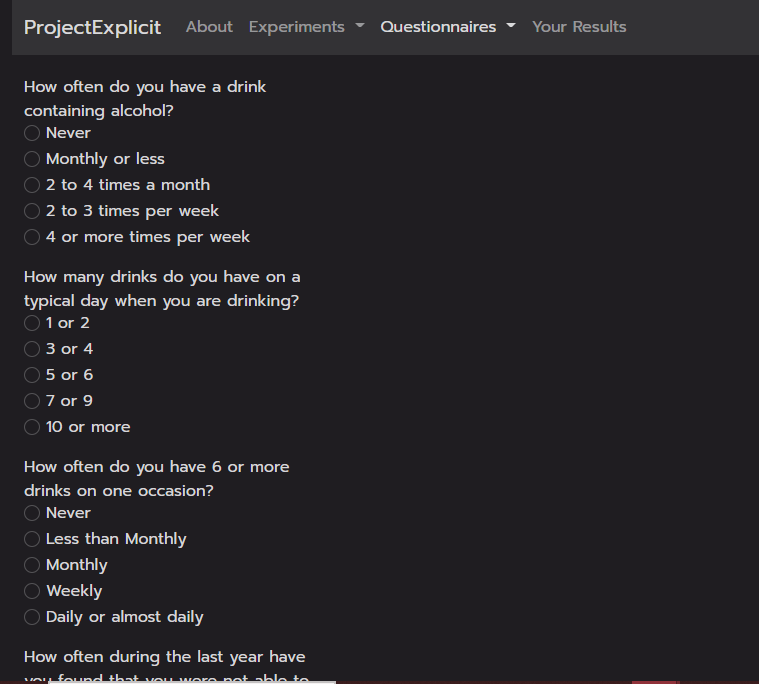 ProjectExplicit About Experiments Questionnaires Your Results
How often do you have a drink
containing alcohol?
Never
Monthly or less
2 to 4 times a month
2 to 3 times per week
4 or more times per week
How many drinks do you have on a
typical day when you are drinking?
1 or 2
3 or 4
5 or 6
7 or 9
10 or more
How often do you have 6 or more
drinks on one occasion?
Never
Less than Monthly
Monthly
Weekly
Daily or almost daily
How often during the last year have
you found that you were not able to